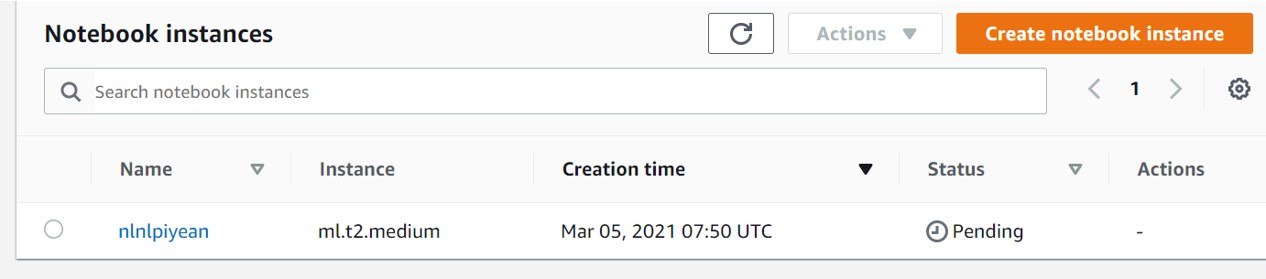 Notebook instances Actions Create notebook instance
Search notebook instances 1
Name Instance Creation time Status Actions
nlnlpiyean ml.t2.medium Mar 05, 2021 07:50 UTC Pending -